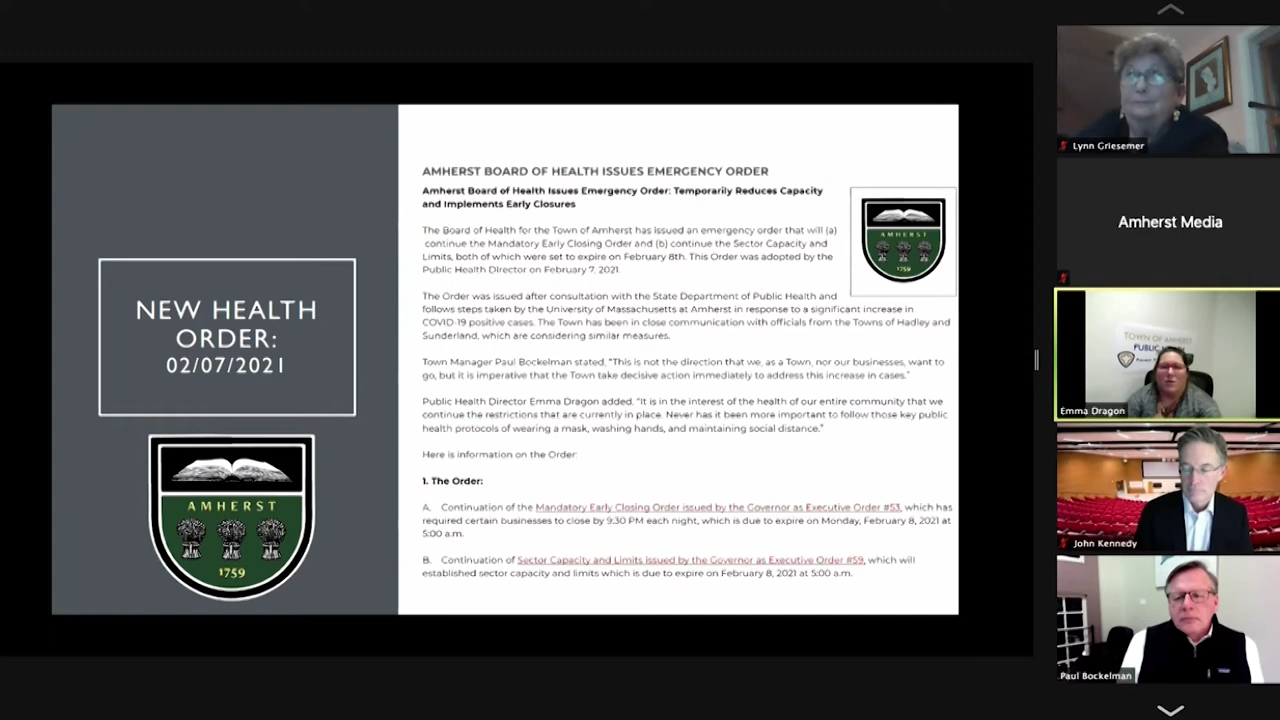 NEW HEALTH
ORDER:
02/07/2021
AMHERST
1759
AMHERST BOARD OF HEALTH ISSUES EMERGENCY ORDER
Amherst Board of Health Issues Emergency Order: Temporarily Reduces Capacity
and Implements Early Closures
The Board of Health for the Town of Amherst has issued an emergency order that will (a)
continue the Mandatory Early Closing Order and (b) continue the Sector Capacity and
Limits, both of which were set to expire on February 8th. This Order was adopted by the
Public Health Director on February 7, 2021.
AMHERST
1759
The Order was issued after consultation with the State Department of Public Health and
follows steps taken by the University of Massachusetts at Amherst in response to a significant increase in
COVID-19 positive cases. The Town has been in close communication with officials from the Towns of Hadley and
Sunderland, which are considering similar measures.
Town Manager Paul Bockelman stated, "This is not the direction that we, as a Town, nor our businesses, want to
go, but it is imperative that the Town take decisive action immediately to address this increase in cases."
Public Health Director Emma Dragon added, "It is in the interest of the health of our entire community that we
continue the restrictions that are currently in place. Never has it been more important to follow those key public
health protocols of wearing a mask, washing hands, and maintaining social distance."
Here is information on the Order:
1. The Order:
A. Continuation of the Mandatory Early Closing Order issued by the Governor as Executive Order #53, which has
required certain businesses to close by 9:30 PM each night, which is due to expire on Monday, February 8, 2021 at
5:00 a.m.
B. Continuation of Sector Capacity and Limits issued by the Governor as Executive Order #59, which will
established sector capacity and limits which is due to expire on February 8, 2021 at 5:00 a.m.
Lynn Griesemer
Amherst Media
TOWN OF AMHERST
PUBLIC
Emma Dragon
John Kennedy
Paul Bockelman